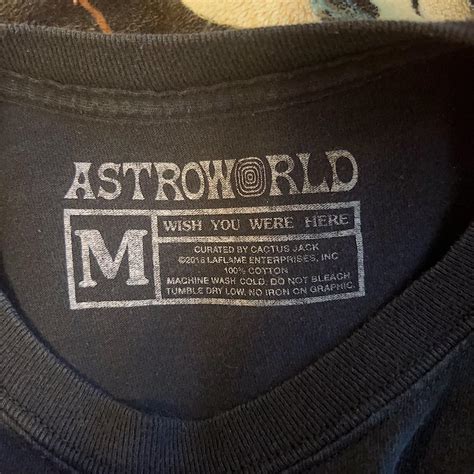 ASTROWORLD
M
WISH YOU WERE HERE
CURATED BY CACTUS JACK
©2018 LAFLAME ENTERPRISES, INC
100% COTTON
MACHINE WASH COLD. DO NOT BLEACH
TUMBLE DRY LOW. NO IRON ON GRAPHIC.